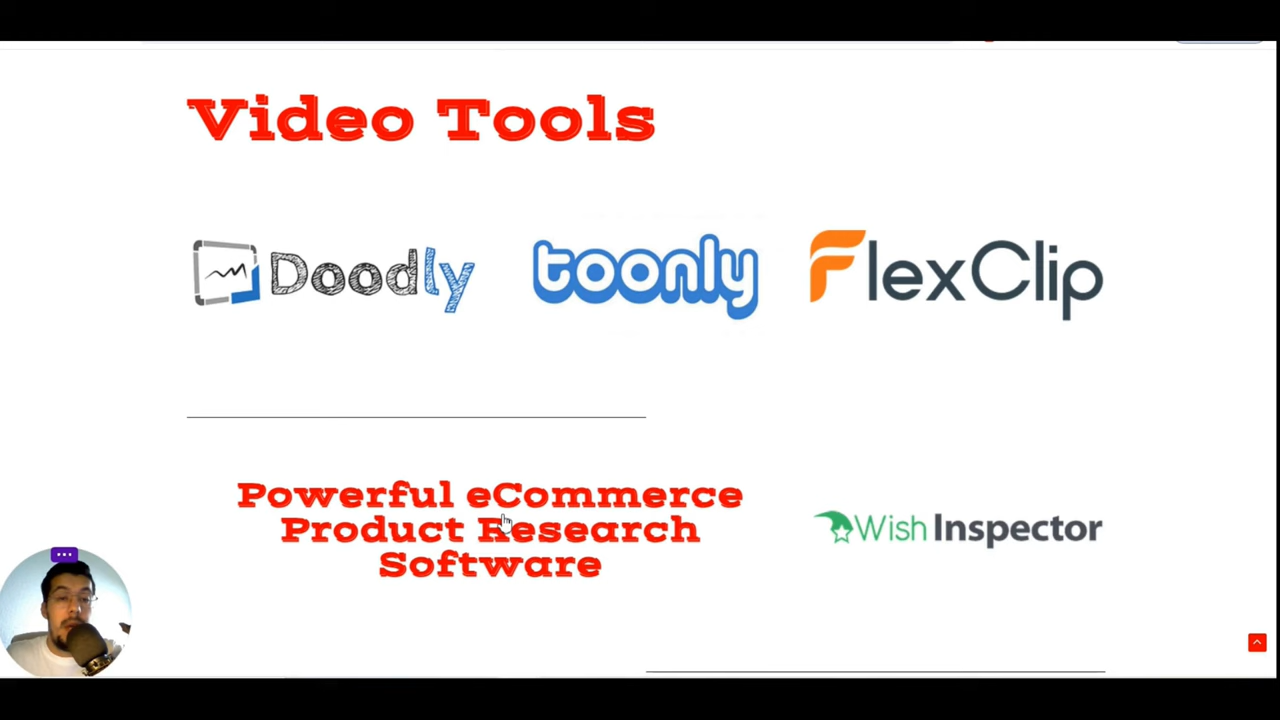 Video Tools
Doodly
toonly
FlexClip
Powerful eCommerce
Product Research
Software
Wish Inspector